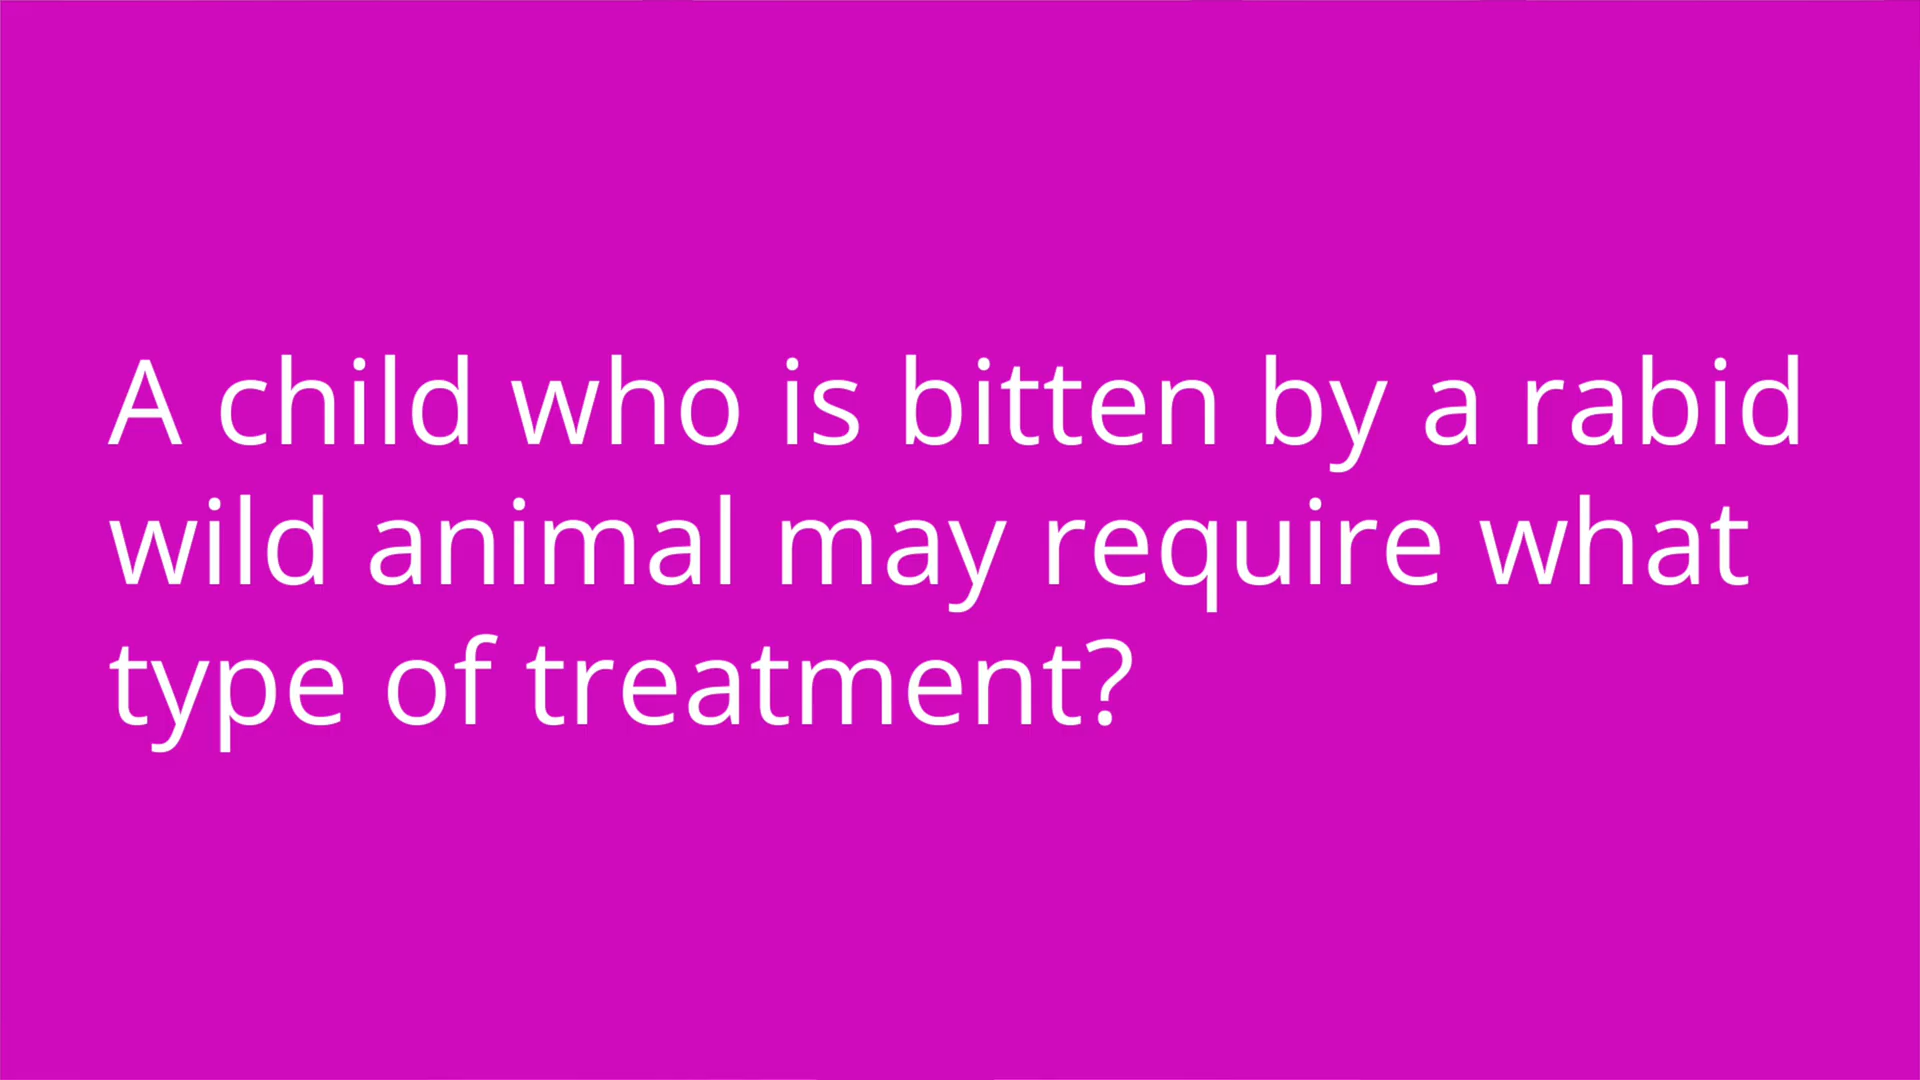 A child who is bitten by a rabid
wild animal may require what
type of treatment?